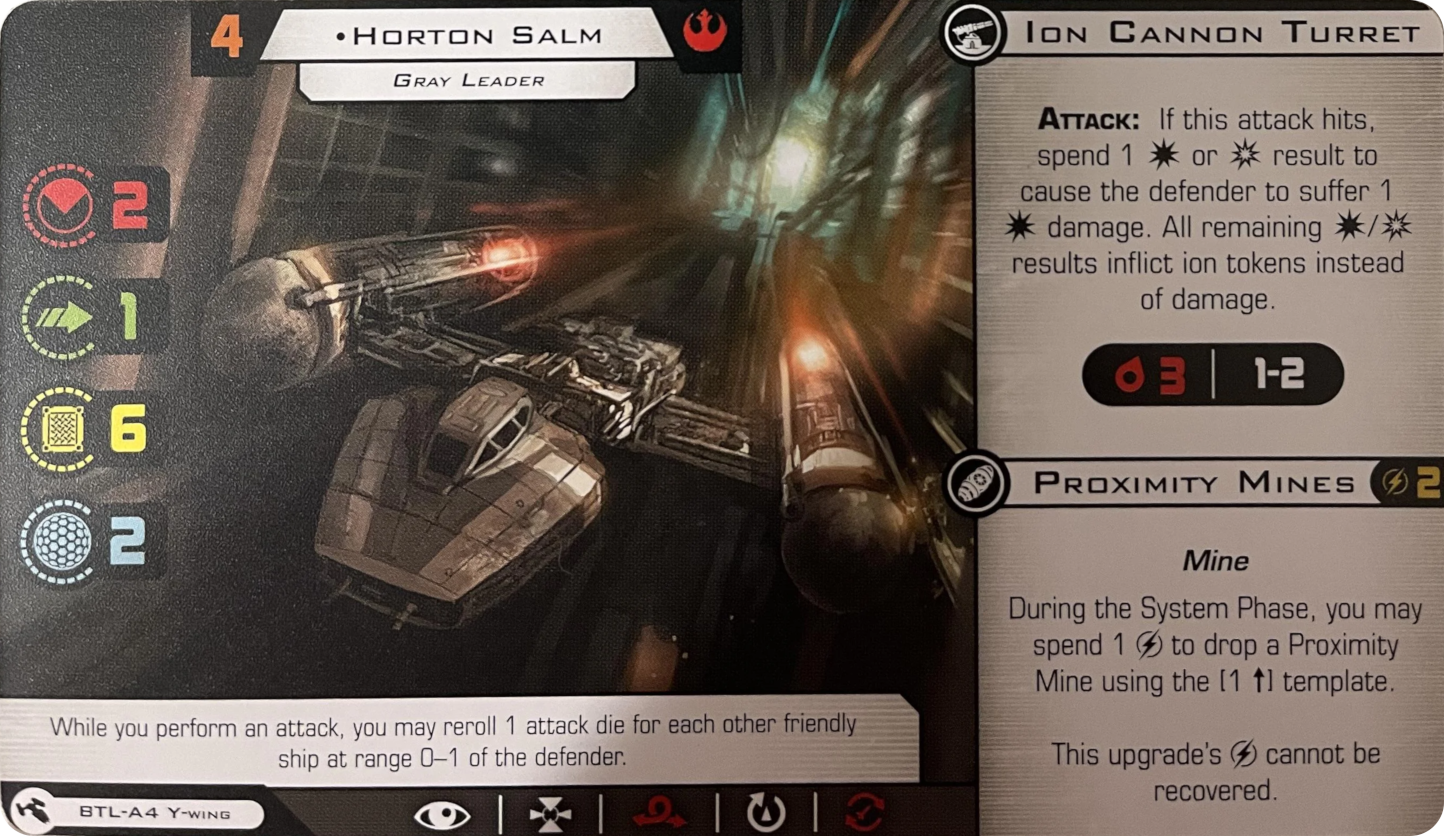 4
•Horton Salm
Gray Leader
2
1
6
2
While you perform an attack, you may reroll 1 attack die for each other friendly
ship at range 0–1 of the defender.
BTL-A4 Y-wing
Ion Cannon Turret
Attack: If this attack hits,
spend 1 or result to
cause the defender to suffer 1
damage. All remaining /
results inflict ion tokens instead
of damage.
3 | 1-2
Proximity Mines 2
Mine
During the System Phase, you may
spend 1 to drop a Proximity
Mine using the [1 ↑] template.
This upgrade's cannot be
recovered.